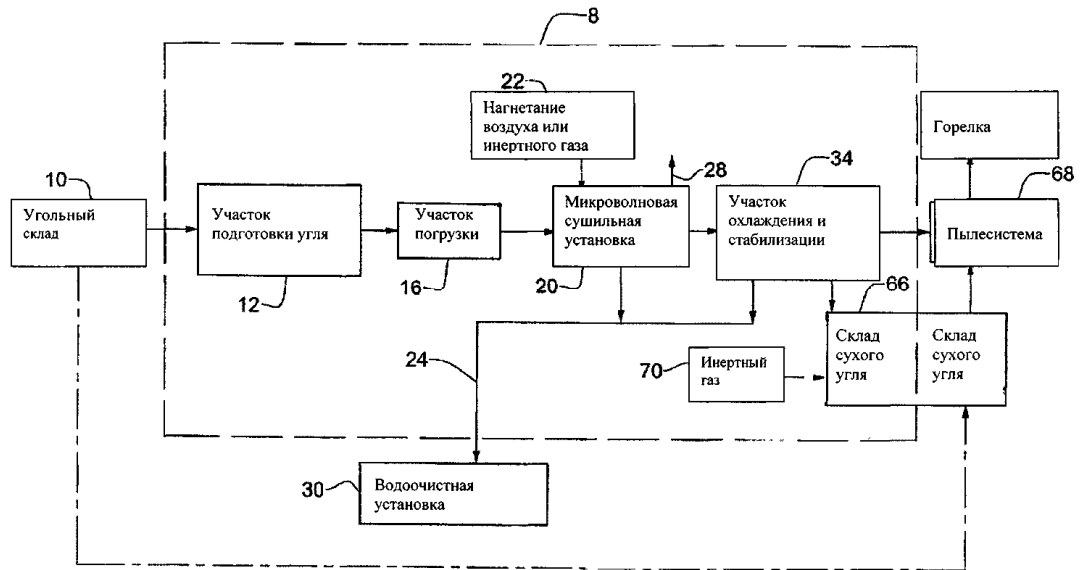 8
22
Нагнетание
воздуха или
инертного газа
Горелка
10
28
34
68
Угольный
склад
Участок
подготовки угля
Участок
погрузки
Микроволновая
сушильная
установка
Участок
охлаждения и
стабилизации
Пылесистема
12
16
20
66
24
70
Инертный
газ
Склад
сухого
угля
Склад
сухого
угля
30
Водоочистная
установка